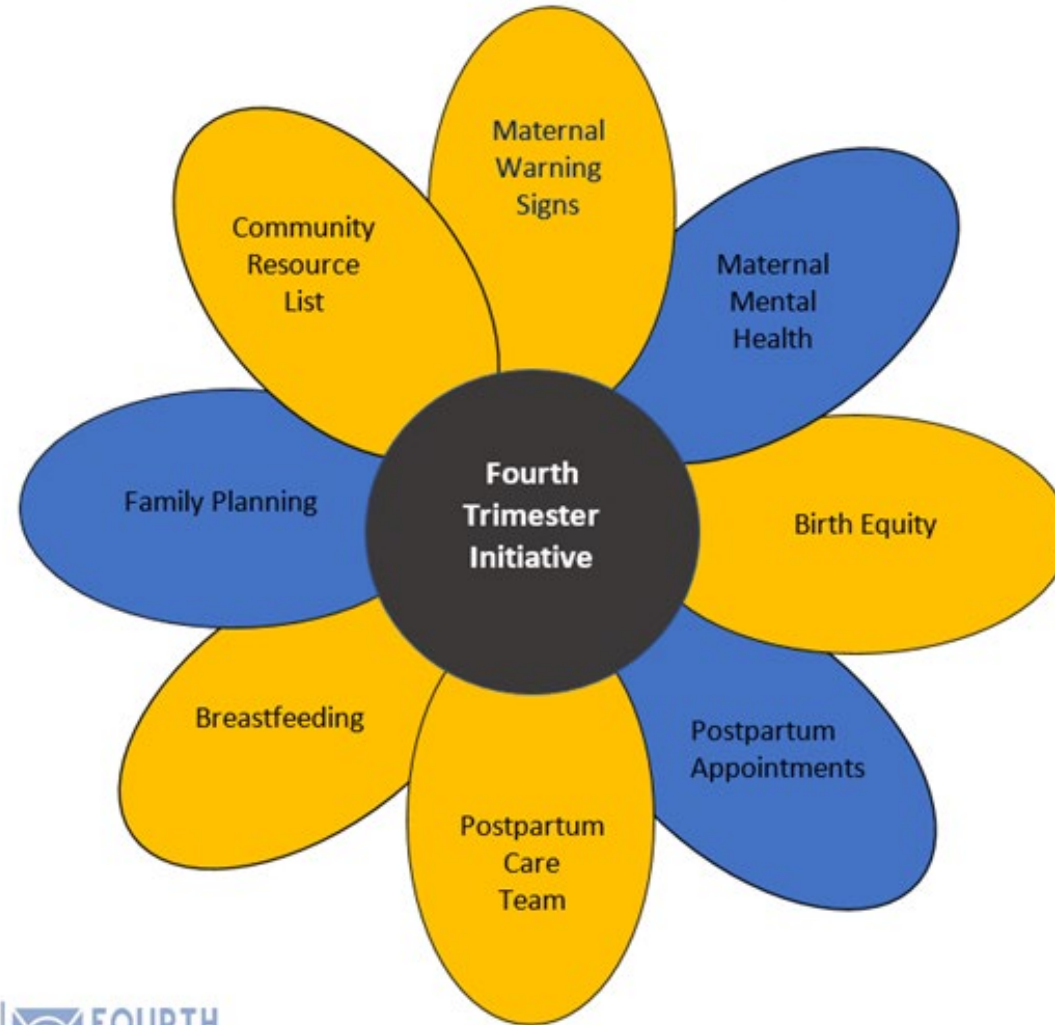 Maternal
Warning
Signs
Community
Resource
List
Maternal
Mental
Health
Fourth
Trimester
Initiative
Family Planning
Birth Equity
Breastfeeding
Postpartum
Appointments
Postpartum
Care
Team
FOURTH